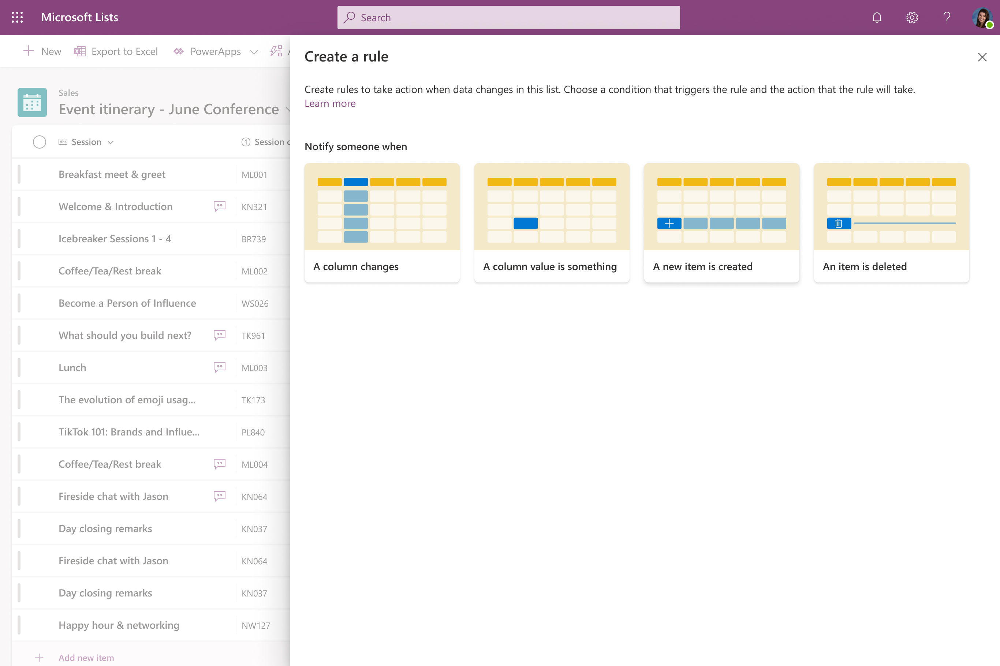 Microsoft Lists
Search
New
Export to Excel
PowerApps
Sales
Event itinerary - June Conference
Abc Session
1 Session
Breakfast meet & greet ML001
Welcome & Introduction KN321
Icebreaker Sessions 1 - 4 BR739
Coffee/Tea/Rest break ML002
Become a Person of Influence WS026
What should you build next? TK961
Lunch ML003
The evolution of emoji usag... TK173
TikTok 101: Brands and Influe... PL840
Coffee/Tea/Rest break ML004
Fireside chat with Jason KN064
Day closing remarks KN037
Fireside chat with Jason KN064
Day closing remarks KN037
Happy hour & networking NW127
Add new item
Create a rule
Create rules to take action when data changes in this list. Choose a condition that triggers the rule and the action that the rule will take.
Learn more
Notify someone when
A column changes
A column value is something
A new item is created
An item is deleted